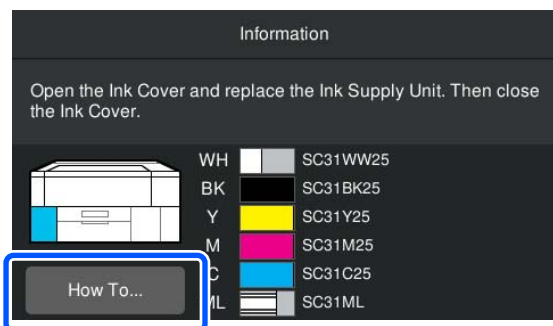 Information
Open the Ink Cover and replace the Ink Supply Unit. Then close
the Ink Cover.
WH SC31WW25
BK SC31BK25
Y SC31Y25
M SC31M25
C SC31C25
How To...
ML SC31ML